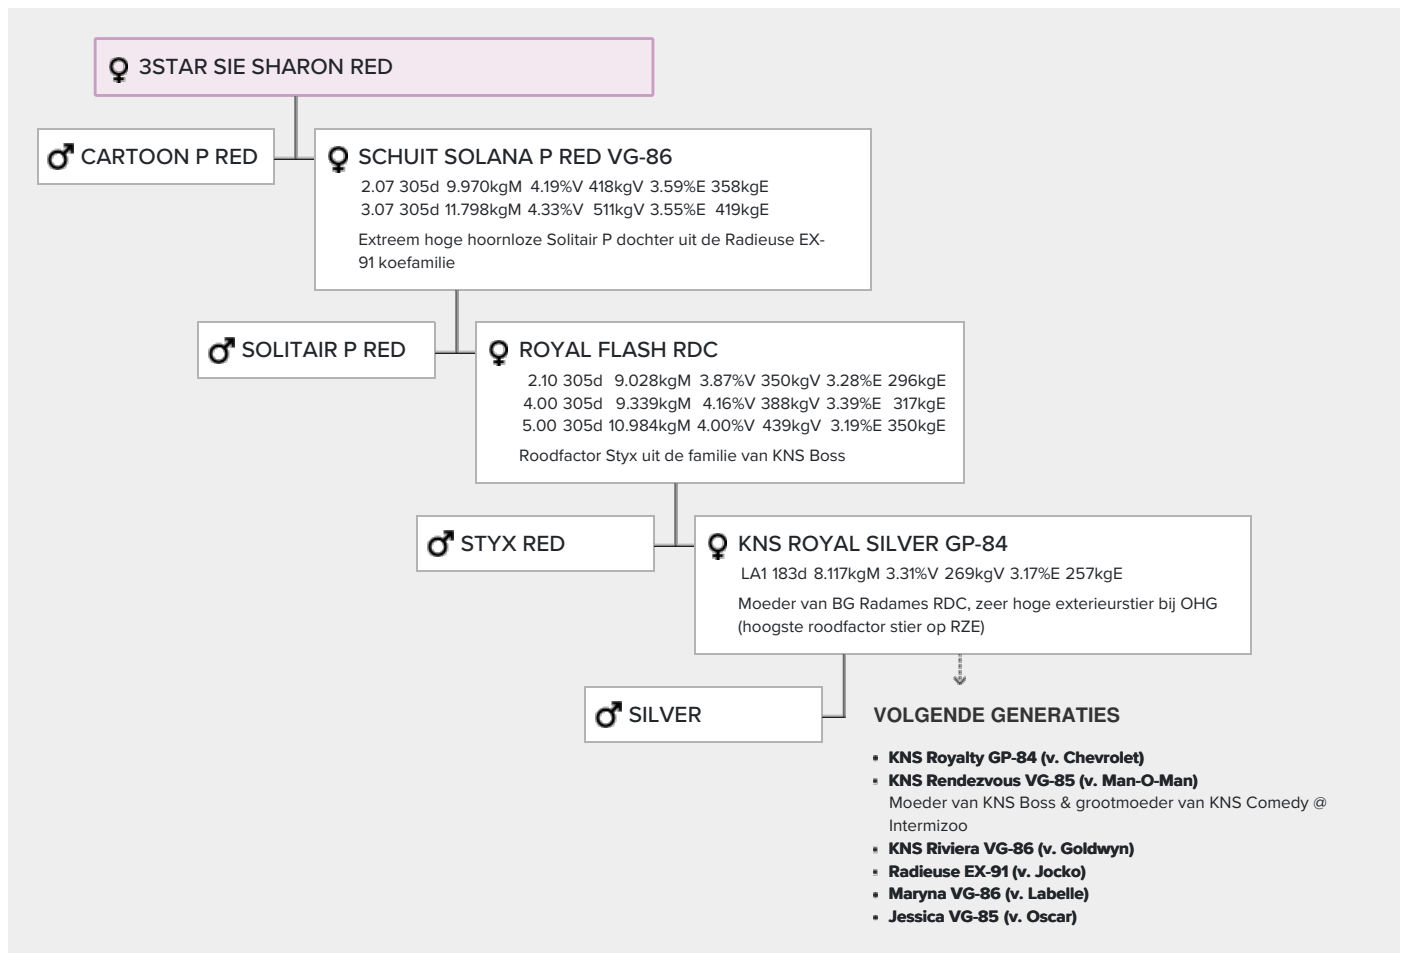 3STAR SIE SHARON RED
CARTOON P RED
SCHUIT SOLANA P RED VG-86
2.07 305d 9.970kgM 4.19%V 418kgV 3.59%E 358kgE
3.07 305d 11.798kgM 4.33%V 511kgV 3.55%E 419kgE
Extreem hoge hoornloze Solitair P dochter uit de Radieuse EX-
91 koefamilie
SOLITAIR P RED
ROYAL FLASH RDC
2.10 305d 9.028kgM 3.87%V 350kgV 3.28%E 296kgE
4.00 305d 9.339kgM 4.16%V 388kgV 3.39%E 317kgE
5.00 305d 10.984kgM 4.00%V 439kgV 3.19%E 350kgE
Roodfactor Styx uit de familie van KNS Boss
STYX RED
KNS ROYAL SILVER GP-84
LA1 183d 8.117kgM 3.31%V 269kgV 3.17%E 257kgE
Moeder van BG Radames RDC, zeer hoge exterieurstier bij OHG
(hoogste roodfactor stier op RZE)
SILVER
VOLGENDE GENERATIES
KNS Royalty GP-84 (v. Chevrolet)
KNS Rendezvous VG-85 (v. Man-O-Man)
Moeder van KNS Boss & grootmoeder van KNS Comedy @
Intermizoo
KNS Riviera VG-86 (v. Goldwyn)
Radieuse EX-91 (v. Jocko)
Maryna VG-86 (v. Labelle)
Jessica VG-85 (v. Oscar)